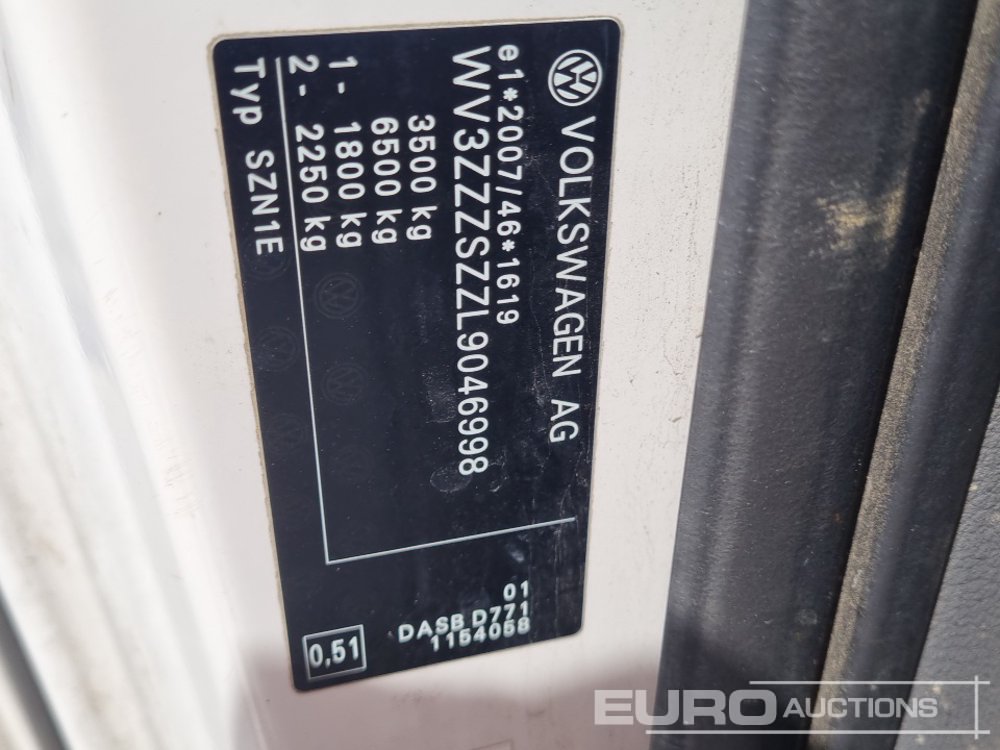 VOLKSWAGEN AG
e1*2007/46*1619
WV3ZZZSZZL9046998
3500 kg
6500 kg
1- 1800 kg
2- 2250 kg
Typ SZN1E
01
DASB D771
1154058
0,51
EURO AUCTIONS